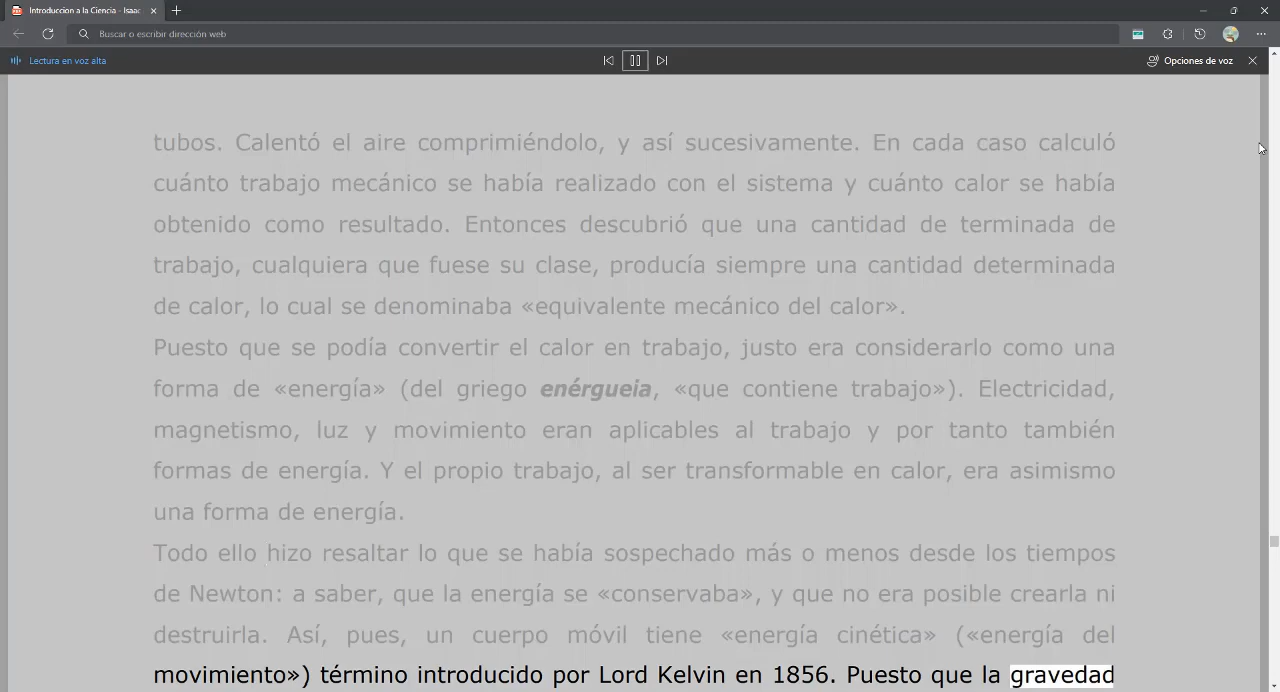 Introduccion a la Ciencia - Isaac
Buscar o escribir dirección web
Lectura en voz alta
Opciones de voz
tubos. Calentó el aire comprimiéndolo, y así sucesivamente. En cada caso calculó
cuánto trabajo mecánico se había realizado con el sistema y cuánto calor se había
obtenido como resultado. Entonces descubrió que una cantidad de terminada de
trabajo, cualquiera que fuese su clase, producía siempre una cantidad determinada
de calor, lo cual se denominaba «equivalente mecánico del calor».
Puesto que se podía convertir el calor en trabajo, justo era considerarlo como una
forma de «energía» (del griego enérgueia, «que contiene trabajo»). Electricidad,
magnetismo, luz y movimiento eran aplicables al trabajo y por tanto también
formas de energía. Y el propio trabajo, al ser transformable en calor, era asimismo
una forma de energía.
Todo ello hizo resaltar lo que se había sospechado más o menos desde los tiempos
de Newton: a saber, que la energía se «conservaba», y que no era posible crearla ni
destruirla. Así, pues, un cuerpo móvil tiene «energía cinética» («energía del
movimiento») término introducido por Lord Kelvin en 1856. Puesto que la gravedad